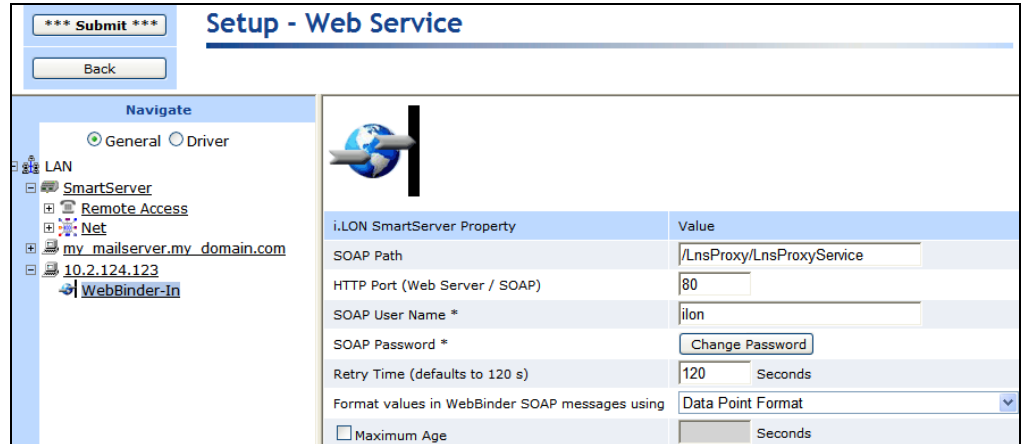 *** Submit ***
Setup - Web Service
Back
Navigate
General Driver
LAN
SmartServer
Remote Access
Net
my_mailserver.my_domain.com
10.2.124.123
WebBinder-In
i.LON SmartServer Property Value
SOAP Path /LnsProxy/LnsProxyService
HTTP Port (Web Server / SOAP) 80
SOAP User Name * ilon
SOAP Password * Change Password
Retry Time (defaults to 120 s) 120 Seconds
Format values in WebBinder SOAP messages using Data Point Format
Maximum Age Seconds